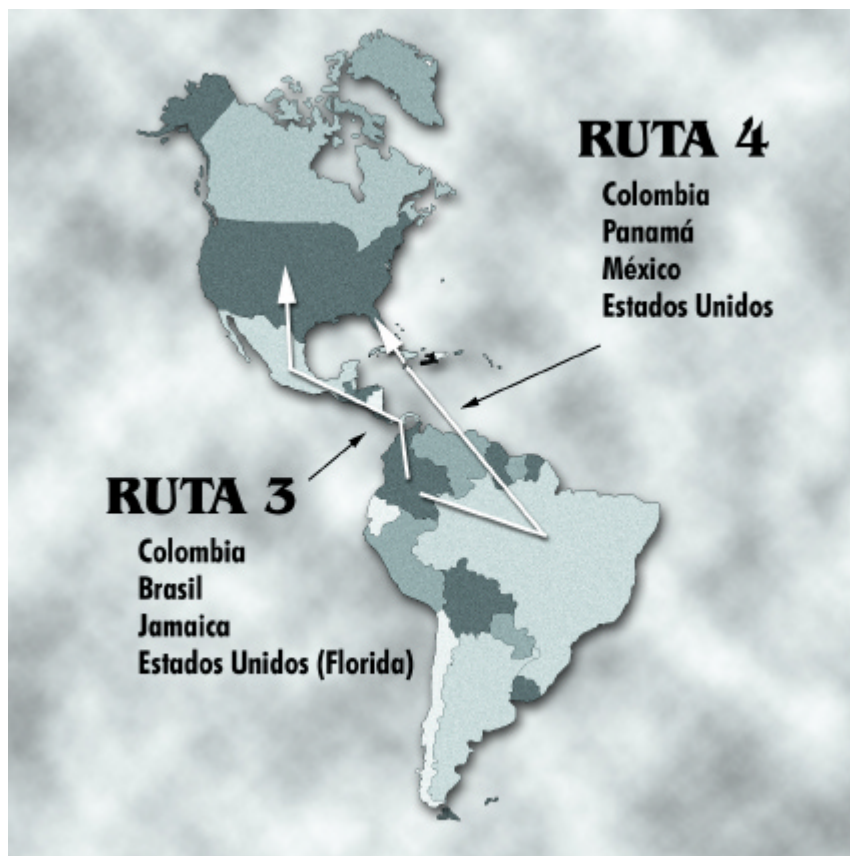 RUTA 4
Colombia
Panamá
México
Estados Unidos
RUTA 3
Colombia
Brasil
Jamaica
Estados Unidos (Florida)